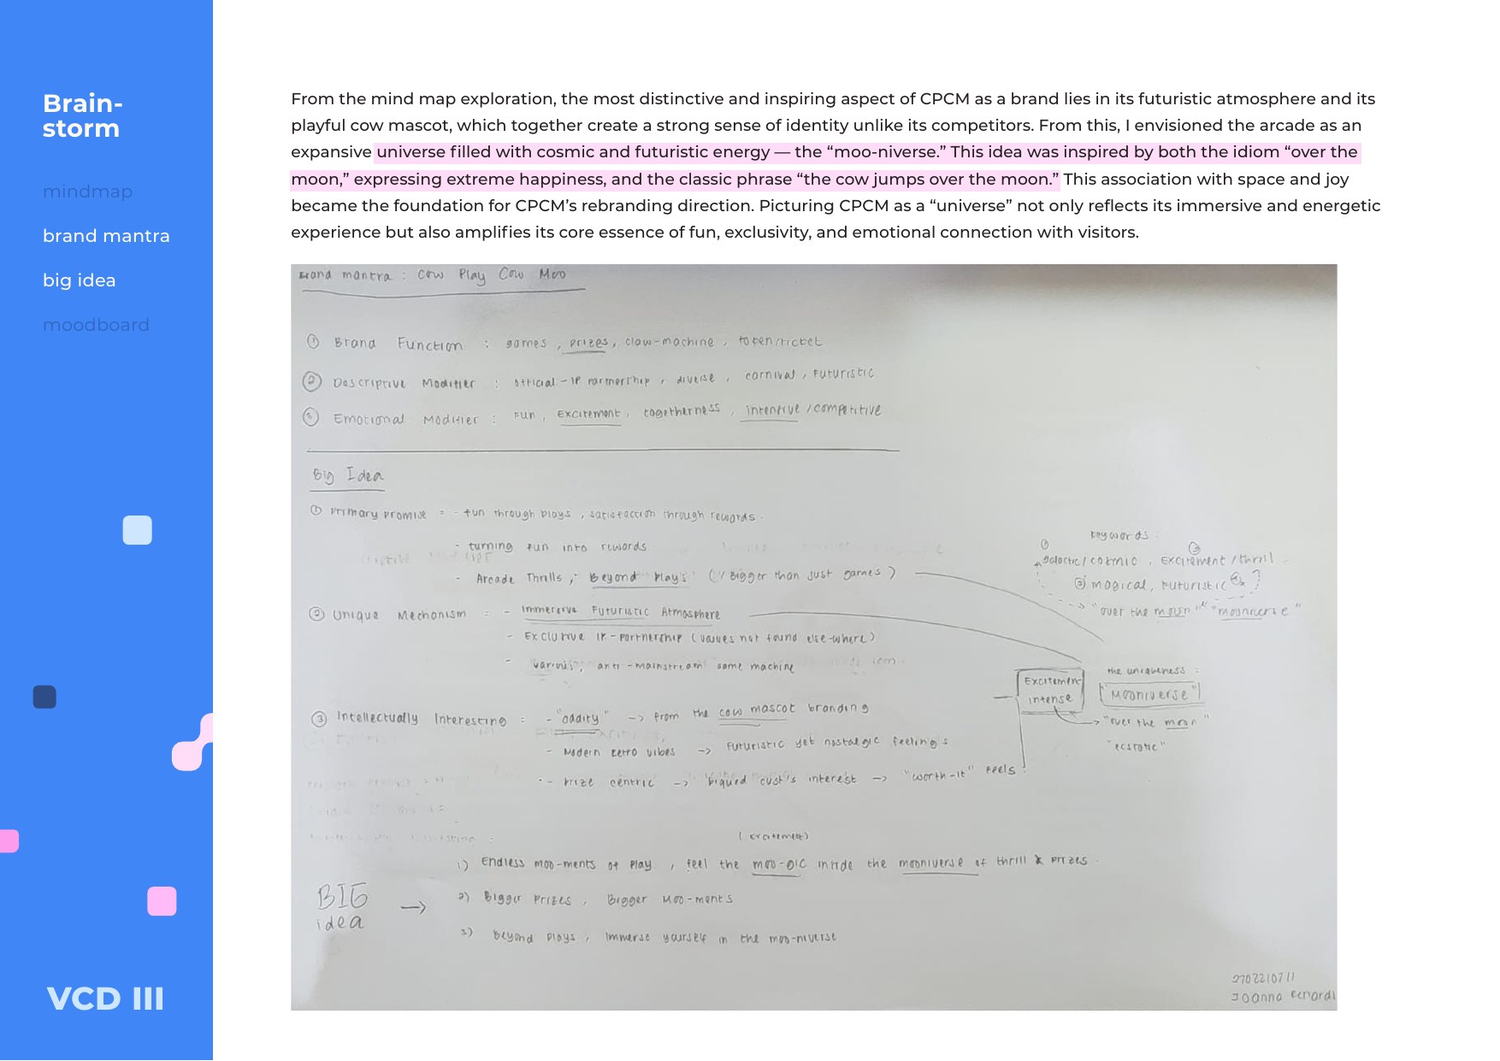 Brain-
storm
mindmap
brand mantra
big idea
moodboard
VCD III
From the mind map exploration, the most distinctive and inspiring aspect of CPCM as a brand lies in its futuristic atmosphere and its
playful cow mascot, which together create a strong sense of identity unlike its competitors. From this, I envisioned the arcade as an
expansive universe filled with cosmic and futuristic energy — the “moo-niverse.” This idea was inspired by both the idiom “over the
moon,” expressing extreme happiness, and the classic phrase “the cow jumps over the moon.” This association with space and joy
became the foundation for CPCM’s rebranding direction. Picturing CPCM as a “universe” not only reflects its immersive and energetic
experience but also amplifies its core essence of fun, exclusivity, and emotional connection with visitors.
Brand mantra : Cow Play Cow Moo
① Brand Function : games , prizes, claw-machine , token/ticket
② Descriptive Modifier : official-IP partnership , diverse , carnival , futuristic
③ Emotional Modifier : Fun , Excitement , togetherness , intensive / competitive
Big Idea
① Primary promise = - fun through plays , satisfaction through rewards.
- turning fun into rewards
- Arcade Thrills , "Beyond Plays" ( / Bigger than just games )
② Unique Mechanism = - Immersive Futuristic Atmosphere
- Exclusive IP-Partnership ( values not found else-where )
- various, anti-mainstream game machine
③ Intellectually Interesting = - "oddity" -> from the cow mascot branding
- Modern retro vibes -> Futuristic yet nostalgic feelings
- Prize centric -> biqued cust's interest -> "worth-it" feels
keywords :
① galactic/cosmic , ② excitement/thrill
③ magical, futuristic
"over the moon" "mooniverse"
Excitement
intense
the uniqueness :
"Mooniverse"
"over the moon"
"ecstatic"
( excitement )
BIG
idea ->
1) Endless moo-ments of play , feel the moo-gic inside the mooniverse of thrill & prizes.
2) Bigger Prizes , Bigger Moo-ments
3) Beyond plays , immerse yourself in the moo-niverse
2702210711
Joanna Renardi